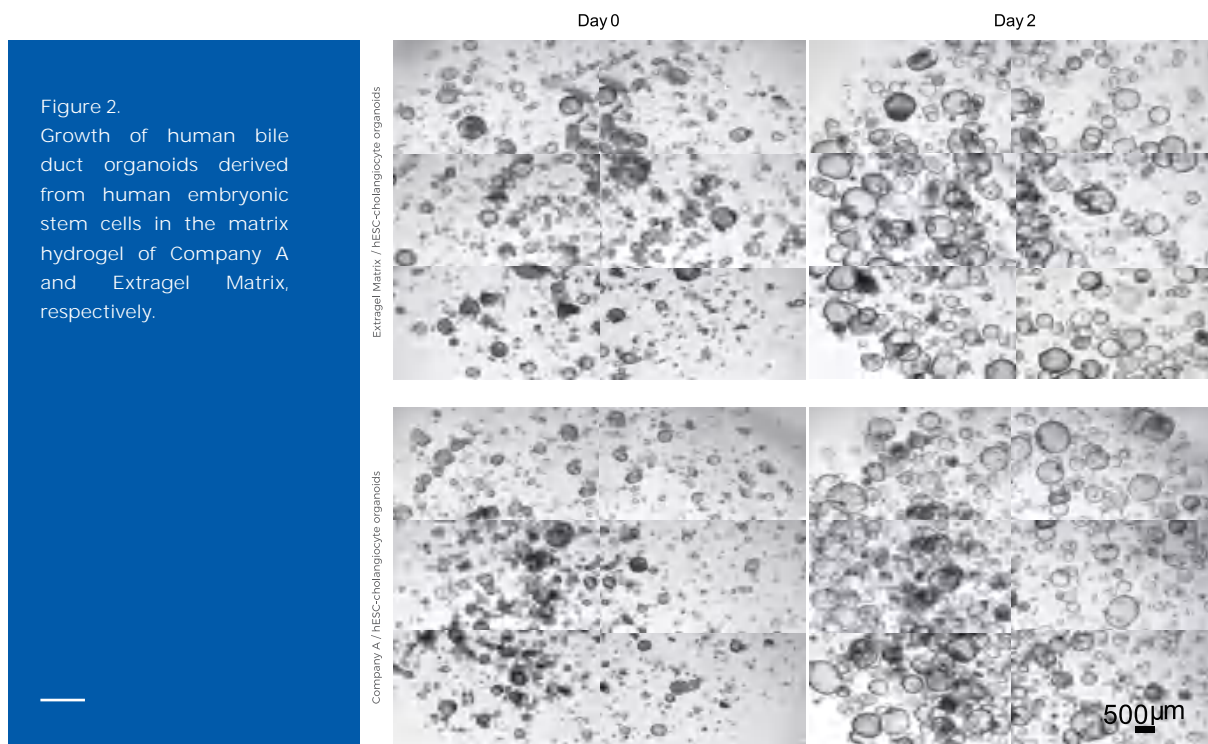 Day 0
Day 2
Figure 2.
Growth of human bile
duct organoids derived
from human embryonic
stem cells in the matrix
hydrogel of Company A
and Extragel Matrix,
respectively.
Extragel Matrix / hESC-cholangiocyte organoids
Company A / hESC-cholangiocyte organoids
500µm